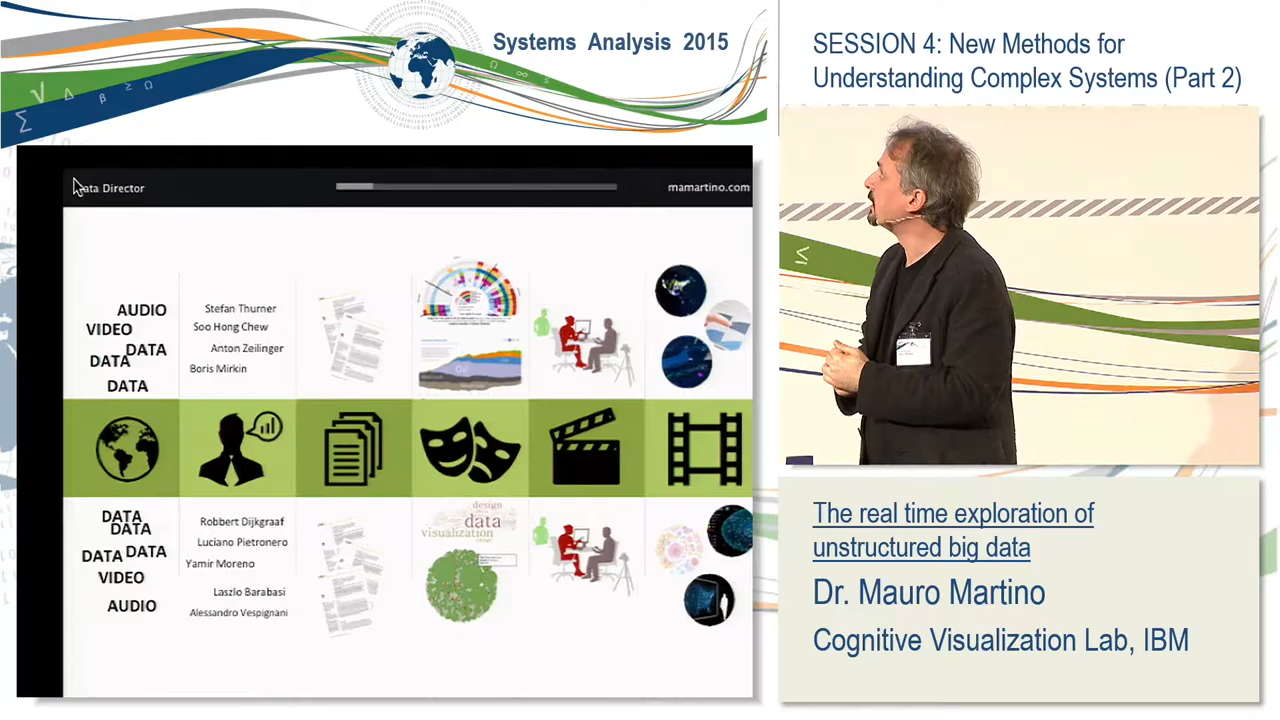 Systems Analysis 2015
SESSION 4: New Methods for
Understanding Complex Systems (Part 2)
Data Director
mamartino.com
AUDIO
VIDEO
DATA
DATA
DATA
Stefan Thurner
Soo Hong Chew
Anton Zeilinger
Boris Mirkin
DATA
DATA
DATA DATA
VIDEO
AUDIO
Robbert Dijkgraaf
Luciano Pietronero
Yamir Moreno
Laszlo Barabasi
Alessandro Vespignani
design
data
visualization
The real time exploration of
unstructured big data
Dr. Mauro Martino
Cognitive Visualization Lab, IBM